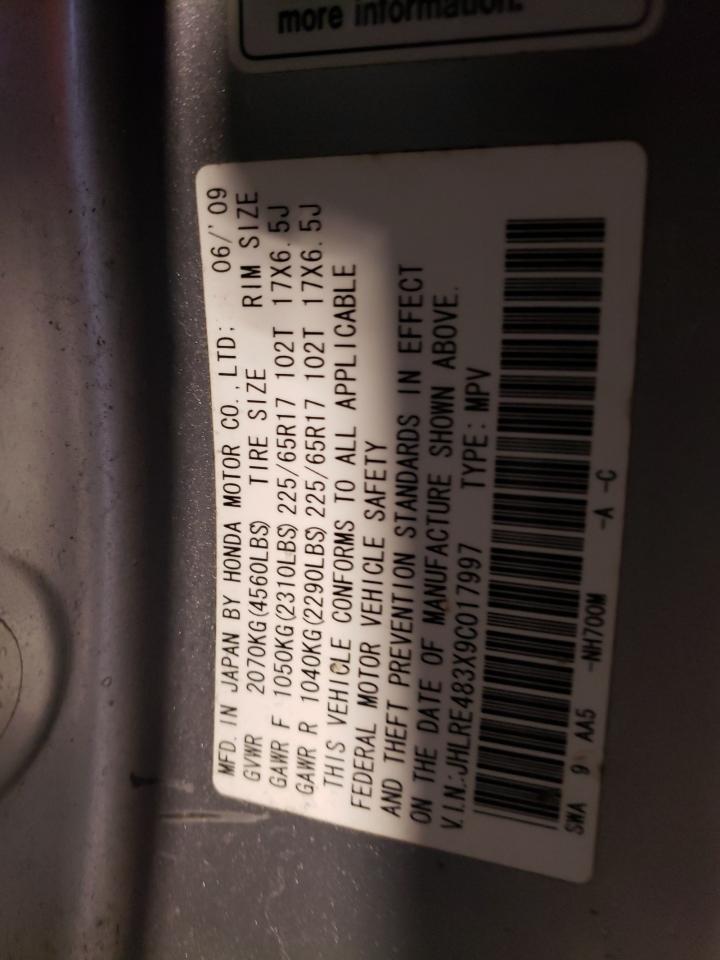 more information.
MFD. IN JAPAN BY HONDA MOTOR CO., LTD: 06/'09
GVWR 2070KG(4560LBS) TIRE SIZE RIM SIZE
GAWR F 1050KG(2310LBS) 225/65R17 102T 17X6.5J
GAWR R 1040KG(2290LBS) 225/65R17 102T 17X6.5J
THIS VEHICLE CONFORMS TO ALL APPLICABLE
FEDERAL MOTOR VEHICLE SAFETY
AND THEFT PREVENTION STANDARDS IN EFFECT
ON THE DATE OF MANUFACTURE SHOWN ABOVE.
V.I.N.:JHLRE483X9C017997 TYPE: MPV
SWA 9 AA5 -NH700M -A -C